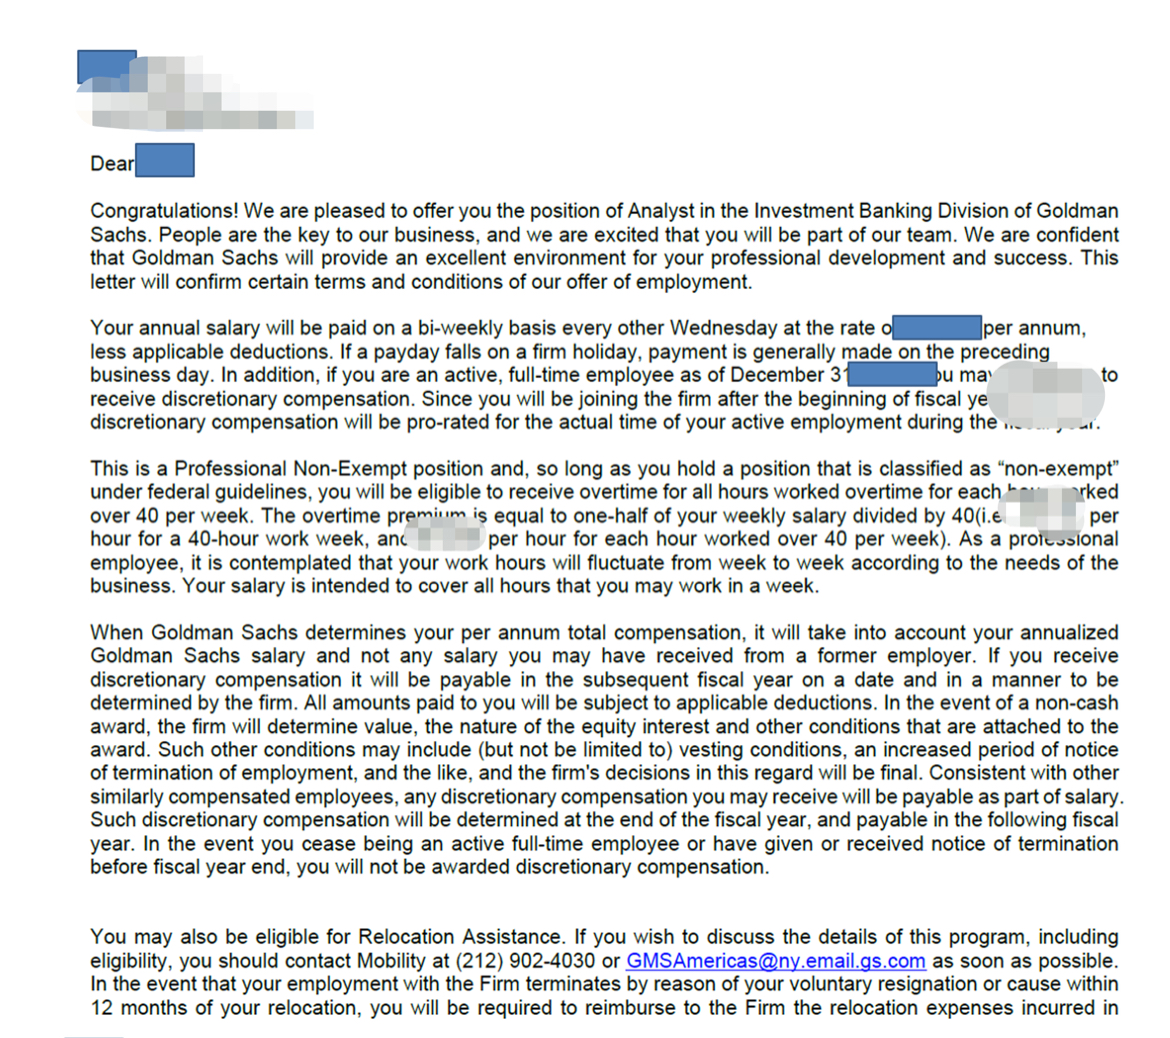 Dear
Congratulations! We are pleased to offer you the position of Analyst in the Investment Banking Division of Goldman
Sachs. People are the key to our business, and we are excited that you will be part of our team. We are confident
that Goldman Sachs will provide an excellent environment for your professional development and success. This
letter will confirm certain terms and conditions of our offer of employment.
Your annual salary will be paid on a bi-weekly basis every other Wednesday at the rate o per annum,
less applicable deductions. If a payday falls on a firm holiday, payment is generally made on the preceding
business day. In addition, if you are an active, full-time employee as of December 31 ou may to
receive discretionary compensation. Since you will be joining the firm after the beginning of fiscal ye
discretionary compensation will be pro-rated for the actual time of your active employment during the
This is a Professional Non-Exempt position and, so long as you hold a position that is classified as “non-exempt”
under federal guidelines, you will be eligible to receive overtime for all hours worked overtime for each rked
over 40 per week. The overtime premium is equal to one-half of your weekly salary divided by 40(i.e per
hour for a 40-hour work week, and per hour for each hour worked over 40 per week). As a professional
employee, it is contemplated that your work hours will fluctuate from week to week according to the needs of the
business. Your salary is intended to cover all hours that you may work in a week.
When Goldman Sachs determines your per annum total compensation, it will take into account your annualized
Goldman Sachs salary and not any salary you may have received from a former employer. If you receive
discretionary compensation it will be payable in the subsequent fiscal year on a date and in a manner to be
determined by the firm. All amounts paid to you will be subject to applicable deductions. In the event of a non-cash
award, the firm will determine value, the nature of the equity interest and other conditions that are attached to the
award. Such other conditions may include (but not be limited to) vesting conditions, an increased period of notice
of termination of employment, and the like, and the firm's decisions in this regard will be final. Consistent with other
similarly compensated employees, any discretionary compensation you may receive will be payable as part of salary.
Such discretionary compensation will be determined at the end of the fiscal year, and payable in the following fiscal
year. In the event you cease being an active full-time employee or have given or received notice of termination
before fiscal year end, you will not be awarded discretionary compensation.
You may also be eligible for Relocation Assistance. If you wish to discuss the details of this program, including
eligibility, you should contact Mobility at (212) 902-4030 or GMSAmericas@ny.email.gs.com as soon as possible.
In the event that your employment with the Firm terminates by reason of your voluntary resignation or cause within
12 months of your relocation, you will be required to reimburse to the Firm the relocation expenses incurred in